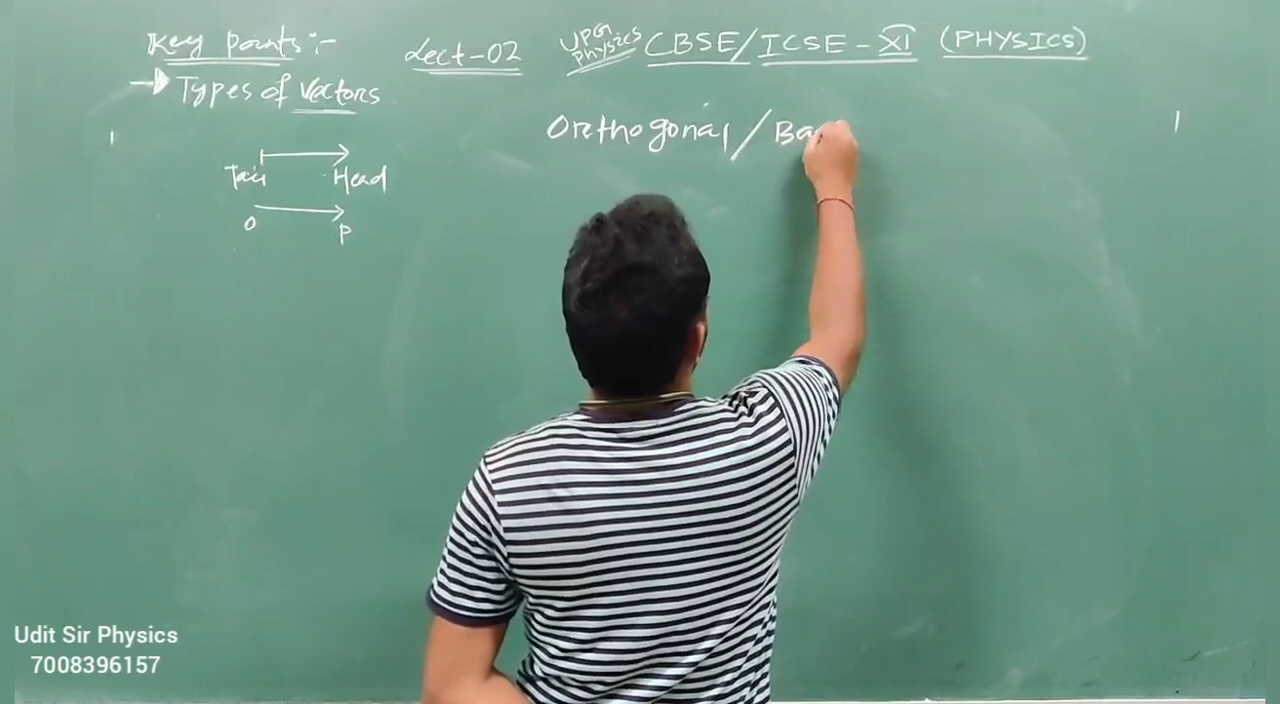 Key points :-
Lect-02
UPG Physics
CBSE/ICSE-XI (PHYSICS)
→ Types of Vectors
Orthogonal/Ba
Tail Head
O P
Udit Sir Physics
7008396157